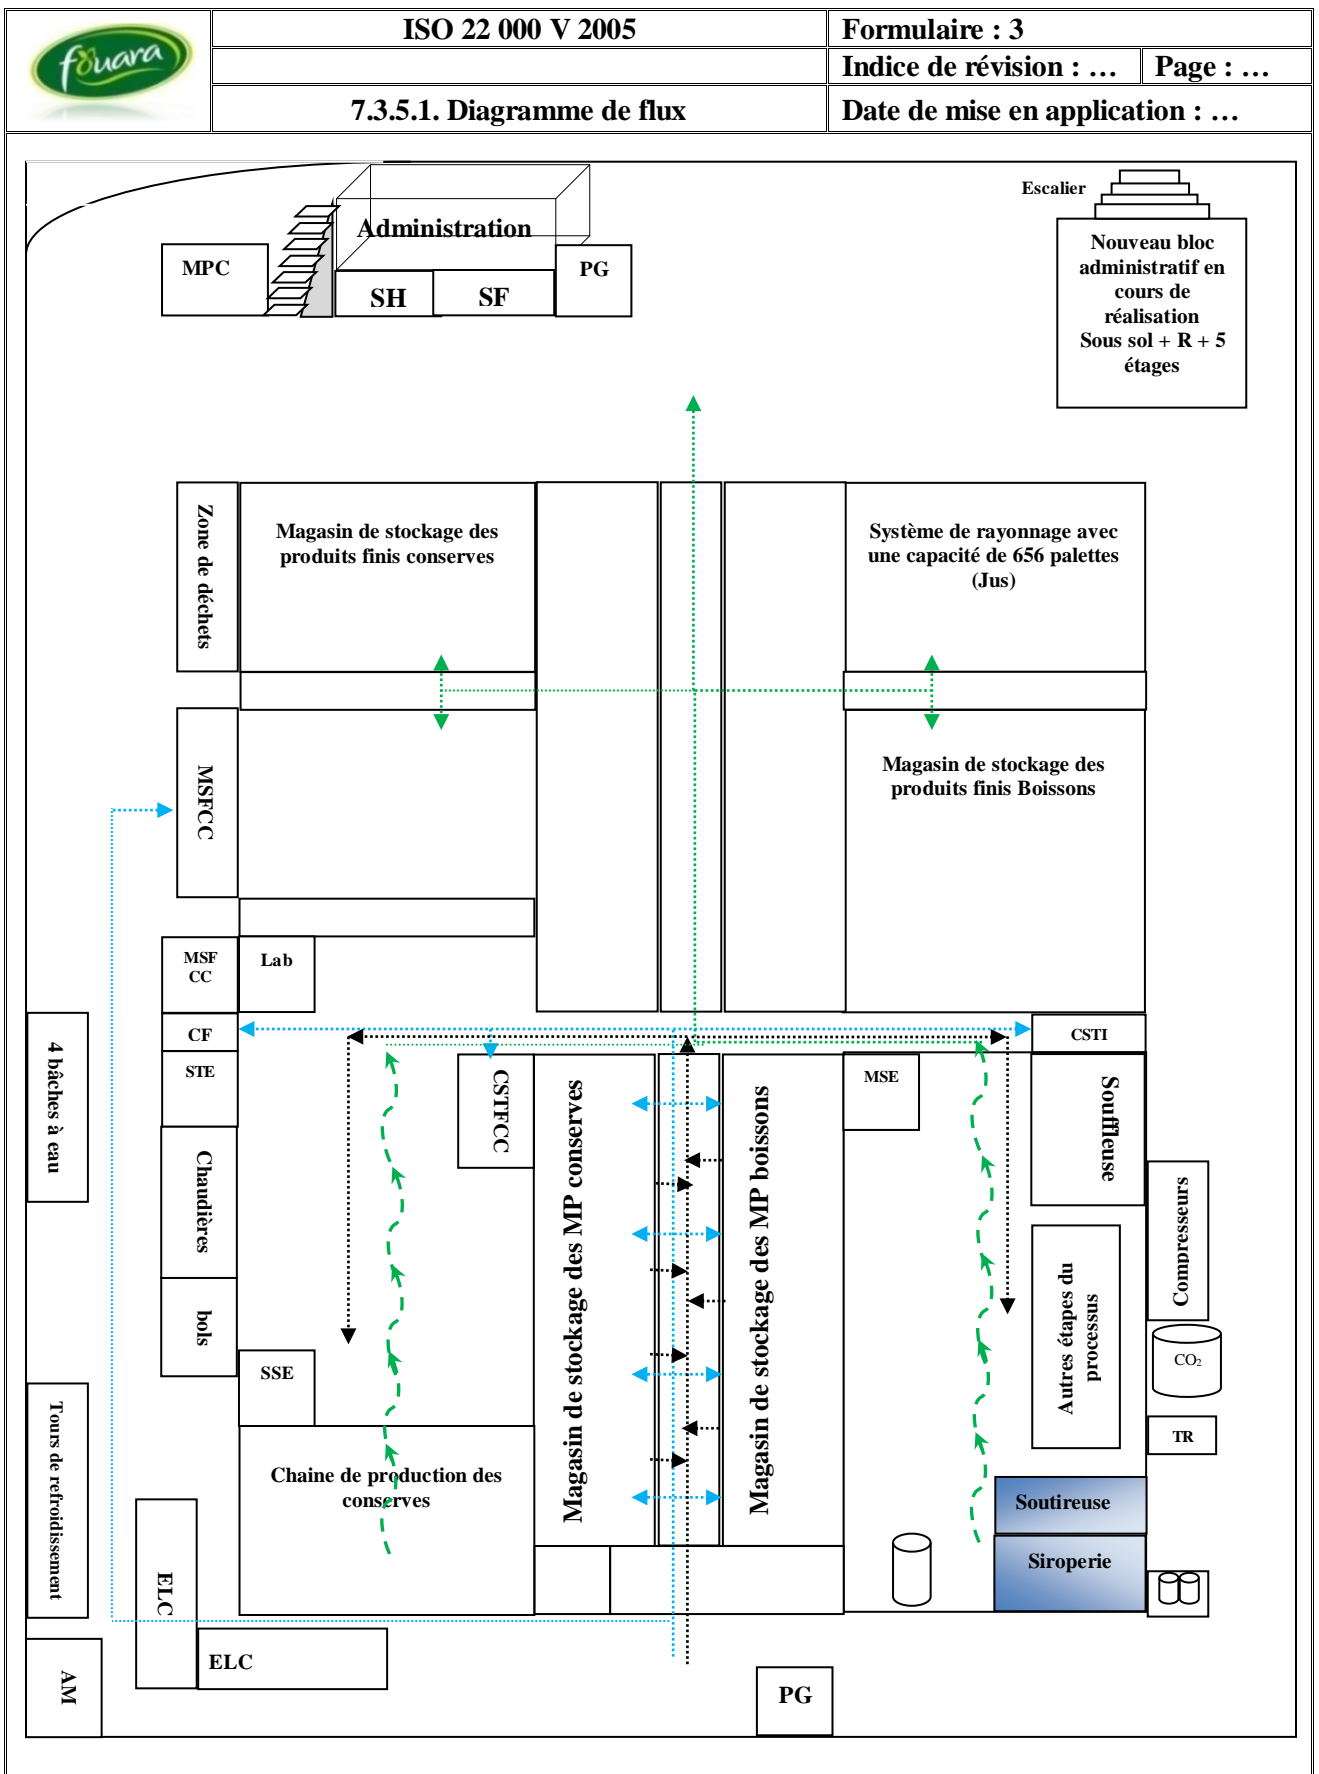 fouara
ISO 22 000 V 2005
Formulaire : 3
Indice de révision : …
Page : …
7.3.5.1. Diagramme de flux
Date de mise en application : …
Escalier
Administration
MPC
SH
SF
PG
Nouveau bloc
administratif en
cours de
réalisation
Sous sol + R + 5
étages
Zone de déchets
Magasin de stockage des
produits finis conserves
Système de rayonnage avec
une capacité de 656 palettes
(Jus)
MSFCC
Magasin de stockage des
produits finis Boissons
MSF
CC
Lab
CF
CSTI
STE
4 bâches à eau
CSTFCC
Magasin de stockage des MP conserves
Magasin de stockage des MP boissons
MSE
Souffleuse
Chaudières
Compresseurs
bols
Autres étapes du
processus
SSE
CO₂
Tours de refroidissement
TR
Chaine de production des
conserves
Soutireuse
Siroperie
ELC
ELC
AM
PG